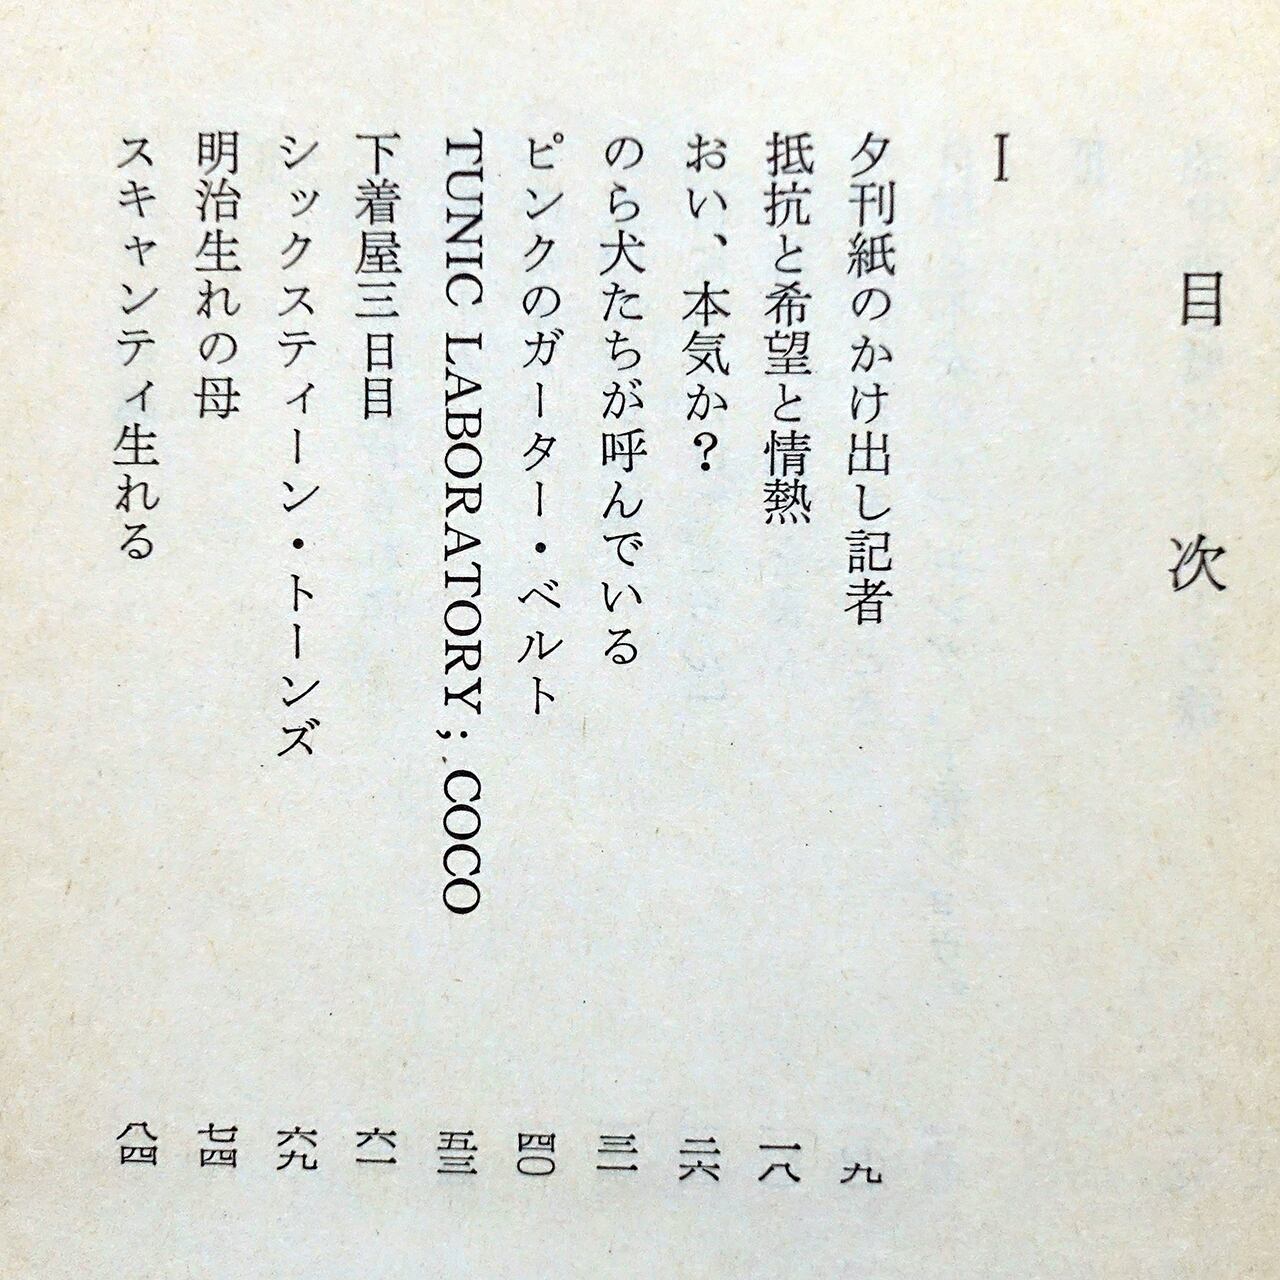 目次
I
夕刊紙のかけ出し記者 九
抵抗と希望と情熱 一八
おい、本気か？ 二六
のら犬たちが呼んでいる 三一
ピンクのガーター・ベルト 四〇
TUNIC LABORATORY; COCO 五三
下着屋三日目 六一
シックスティーン・トーンズ 六九
明治生れの母 七四
スキャンティ生れる 八四